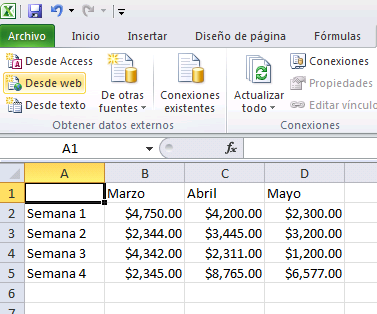 Archivo Inicio Insertar Diseño de página Fórmulas
Desde Access
Desde web
Desde texto
De otras
fuentes
Conexiones
existentes
Obtener datos externos
Actualizar
todo
Conexiones
Propiedades
Editar vínculo
Conexiones
A1 fx
A B C D
1 Marzo Abril Mayo
2 Semana 1 $4,750.00 $4,200.00 $2,300.00
3 Semana 2 $2,344.00 $3,445.00 $3,200.00
4 Semana 3 $4,342.00 $2,311.00 $1,200.00
5 Semana 4 $2,345.00 $8,765.00 $6,577.00
6
7